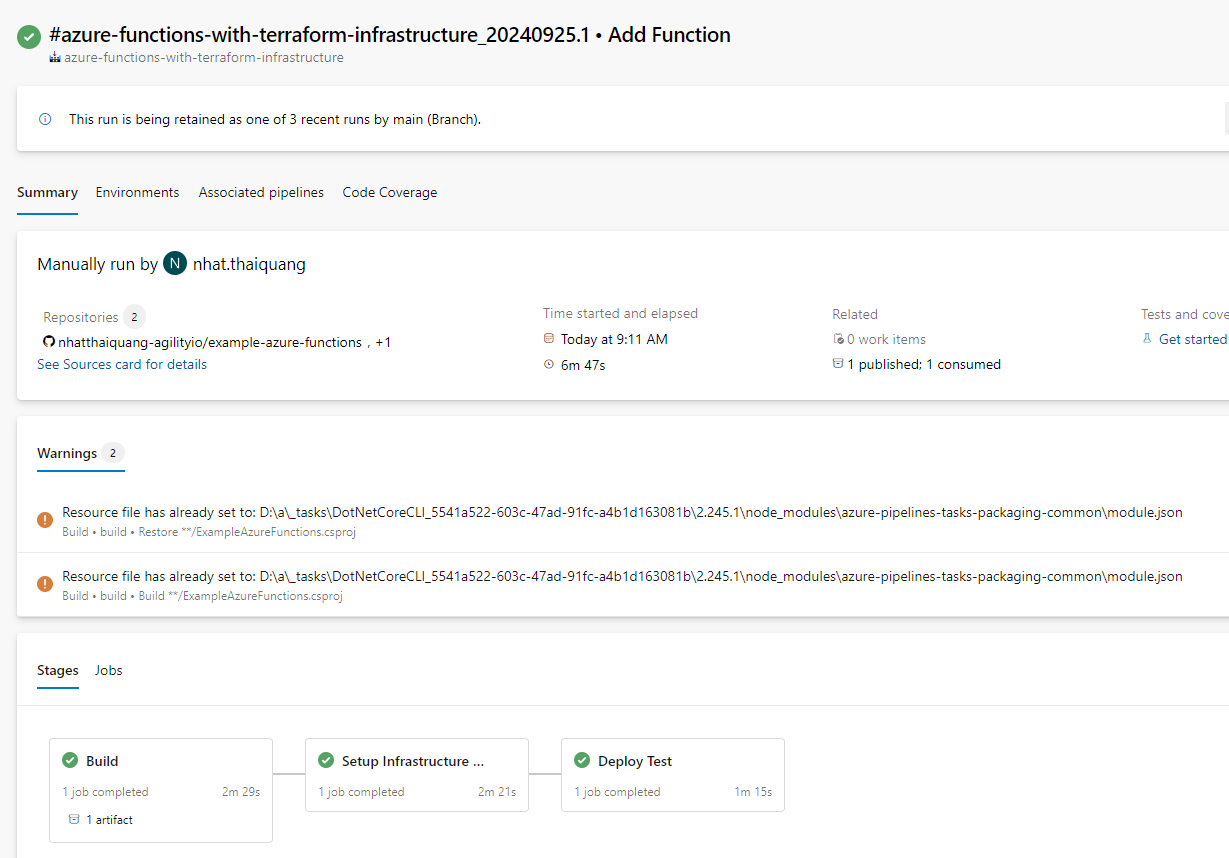 #azure-functions-with-terraform-infrastructure_20240925.1 • Add Function
azure-functions-with-terraform-infrastructure
This run is being retained as one of 3 recent runs by main (Branch).
Summary Environments Associated pipelines Code Coverage
Manually run by N nhat.thaiquang
Repositories 2
nhatthaiquang-agilityio/example-azure-functions , +1
See Sources card for details
Time started and elapsed
Today at 9:11 AM
6m 47s
Related
0 work items
1 published; 1 consumed
Tests and cove
Get started
Warnings 2
Resource file has already set to: D:\a\_tasks\DotNetCoreCLI_5541a522-603c-47ad-91fc-a4b1d163081b\2.245.1\node_modules\azure-pipelines-tasks-packaging-common\module.json
Build • build • Restore **/ExampleAzureFunctions.csproj
Resource file has already set to: D:\a\_tasks\DotNetCoreCLI_5541a522-603c-47ad-91fc-a4b1d163081b\2.245.1\node_modules\azure-pipelines-tasks-packaging-common\module.json
Build • build • Build **/ExampleAzureFunctions.csproj
Stages Jobs
Build
1 job completed 2m 29s
1 artifact
Setup Infrastructure ...
1 job completed 2m 21s
Deploy Test
1 job completed 1m 15s